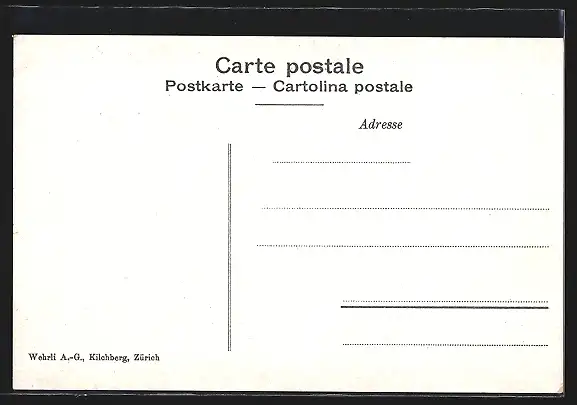 Carte postale
Postkarte — Cartolina postale
Adresse
Wehrli A.-G., Kilchberg, Zürich